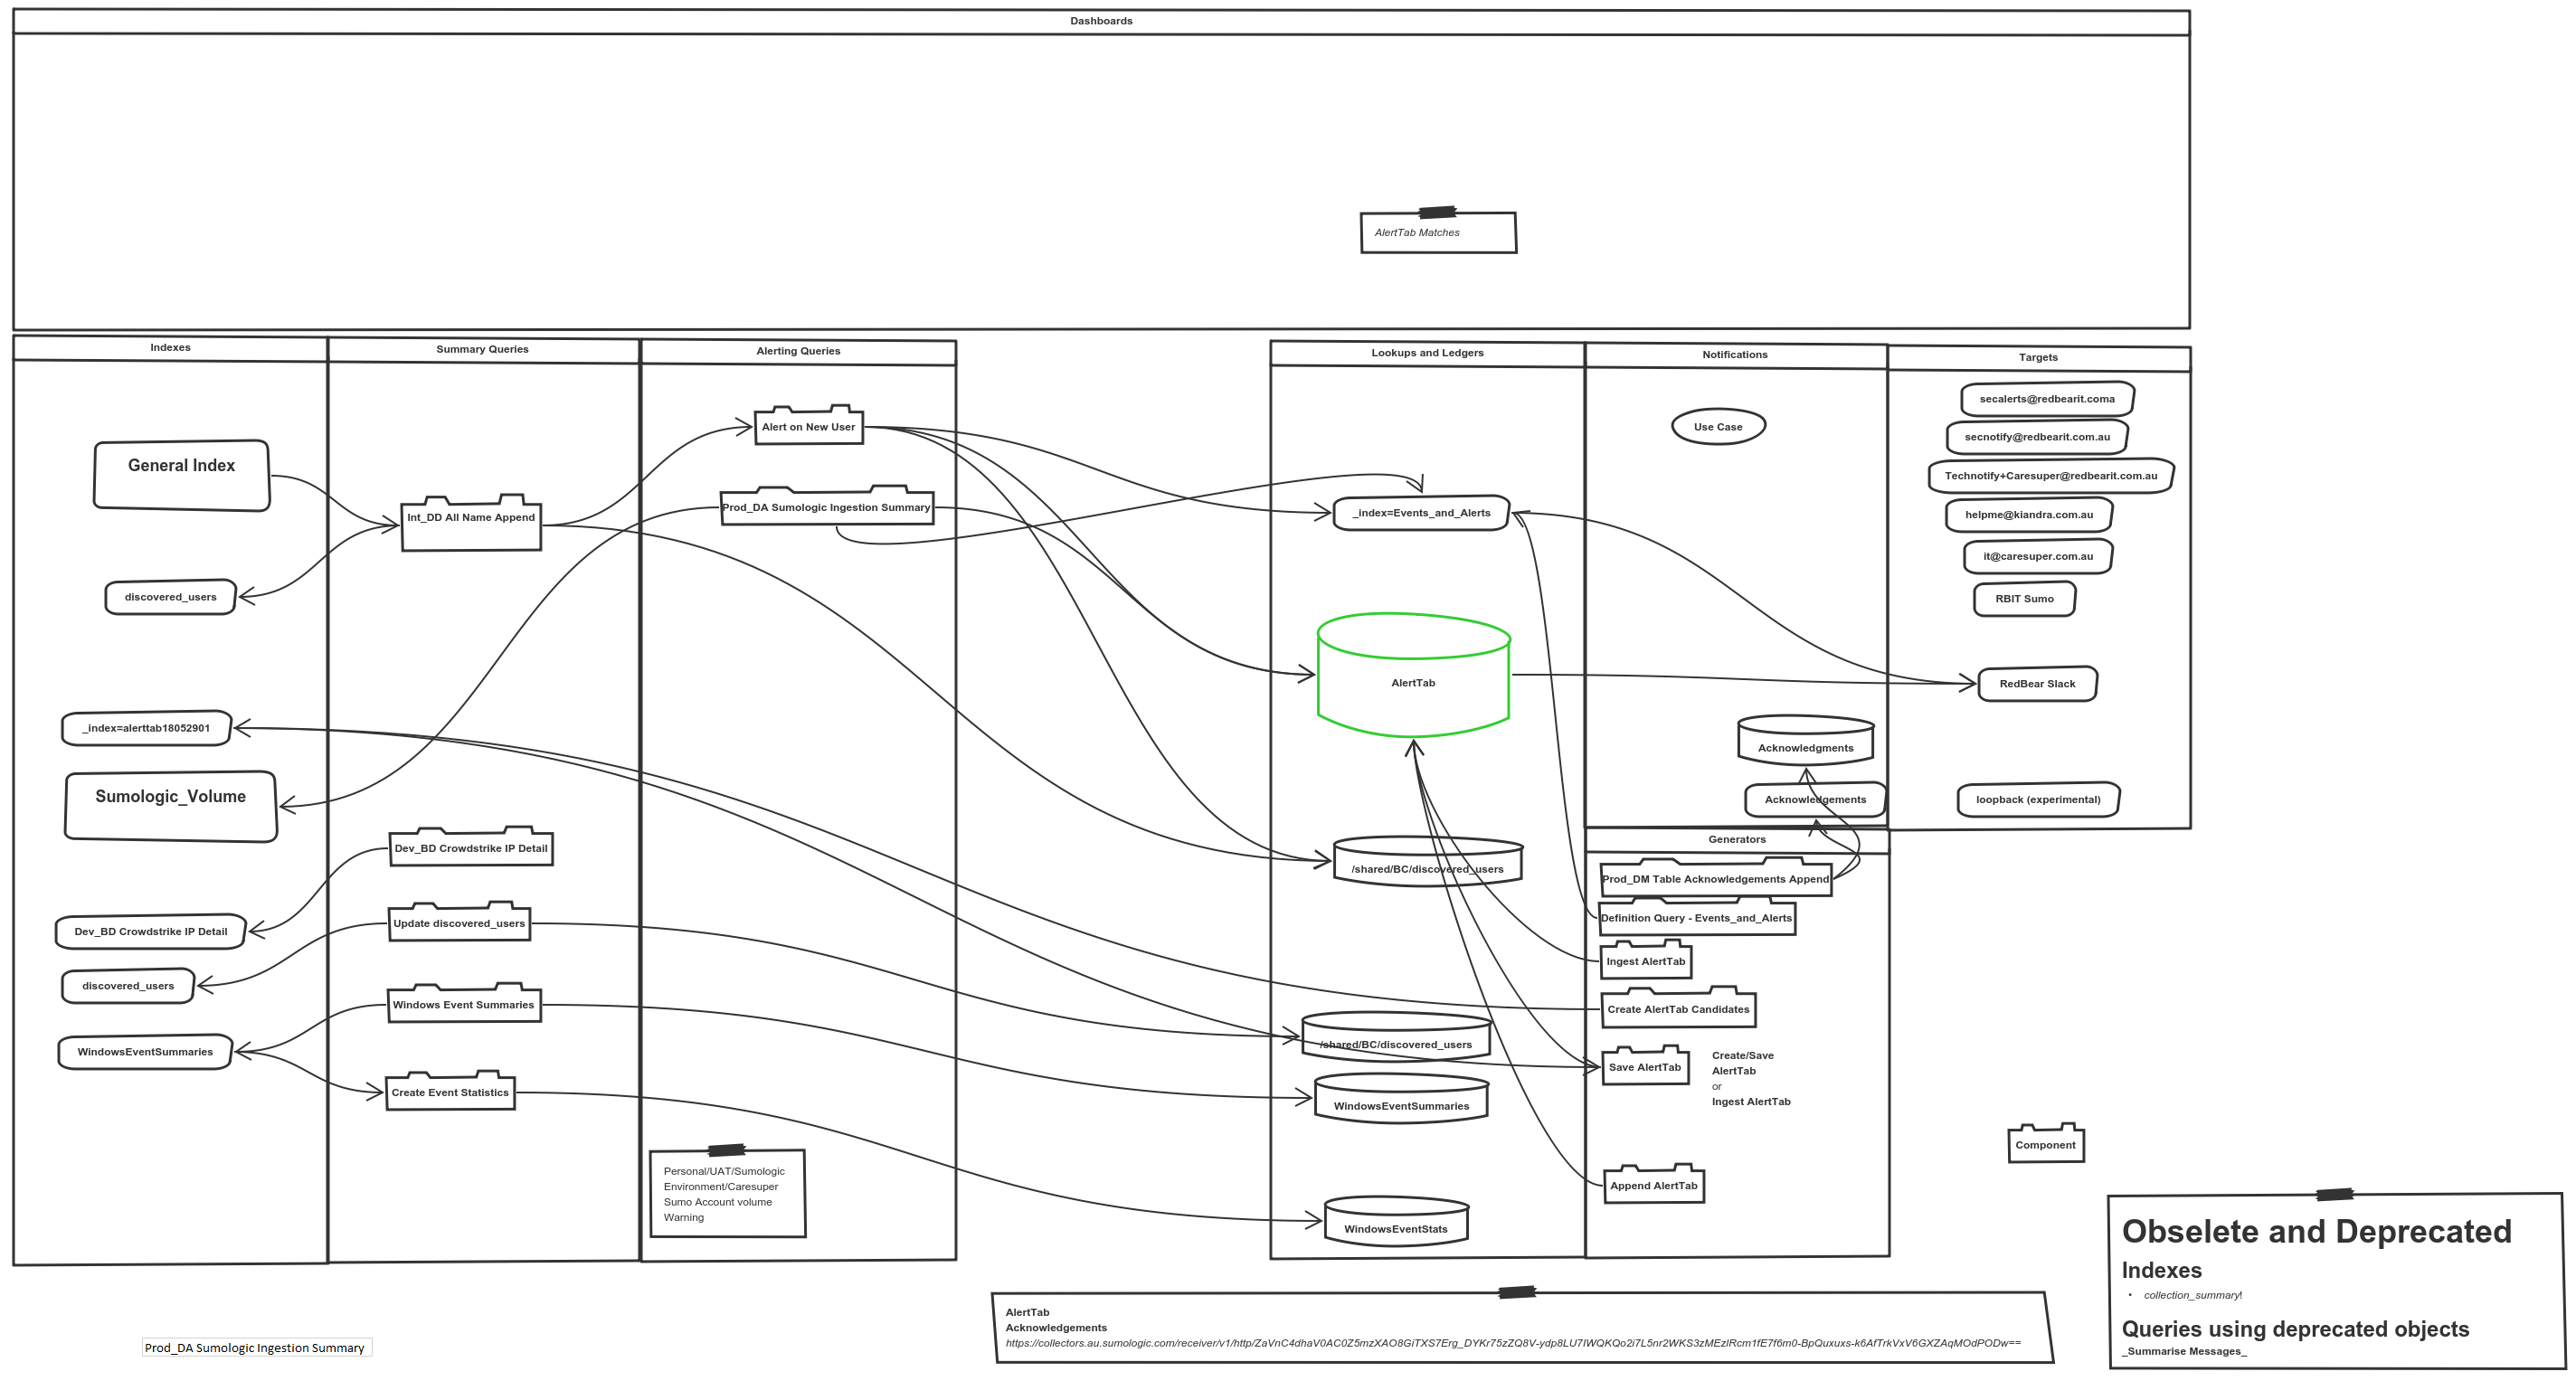 Dashboards
AlertTab Matches
Indexes
Summary Queries
Alerting Queries
Lookups and Ledgers
Notifications
Targets
General Index
discovered_users
_index=alerttab18052901
Sumologic_Volume
Dev_BD Crowdstrike IP Detail
discovered_users
WindowsEventSummaries
Int_DD All Name Append
Dev_BD Crowdstrike IP Detail
Update discovered_users
Windows Event Summaries
Create Event Statistics
Alert on New User
Prod_DA Sumologic Ingestion Summary
Personal/UAT/Sumologic
Environment/Caresuper
Sumo Account volume
Warning
_index=Events_and_Alerts
AlertTab
/shared/BC/discovered_users
/shared/BC/discovered_users
WindowsEventSummaries
WindowsEventStats
Use Case
Acknowledgments
Acknowledgements
Generators
Prod_DM Table Acknowledgements Append
Definition Query - Events_and_Alerts
Ingest AlertTab
Create AlertTab Candidates
Save AlertTab
Create/Save
AlertTab
or
Ingest AlertTab
Append AlertTab
secalerts@redbearit.coma
secnotify@redbearit.com.au
Technotify+Caresuper@redbearit.com.au
helpme@kiandra.com.au
it@caresuper.com.au
RBIT Sumo
RedBear Slack
loopback (experimental)
Component
Obselete and Deprecated
Indexes
• collection_summary!
Queries using deprecated objects
_Summarise Messages_
AlertTab
Acknowledgements
https://collectors.au.sumologic.com/receiver/v1/http/ZaVnC4dhaV0AC0Z5mzXAO8GiTXS7Erg_DYKr75zZQ8V-ydp8LU7IWQKQo2i7L5nr2WKS3zMEzlRcm1fE7f6m0-BpQuxuxs-k6AfTrkVxV6GXZAqMOdPODw==
Prod_DA Sumologic Ingestion Summary